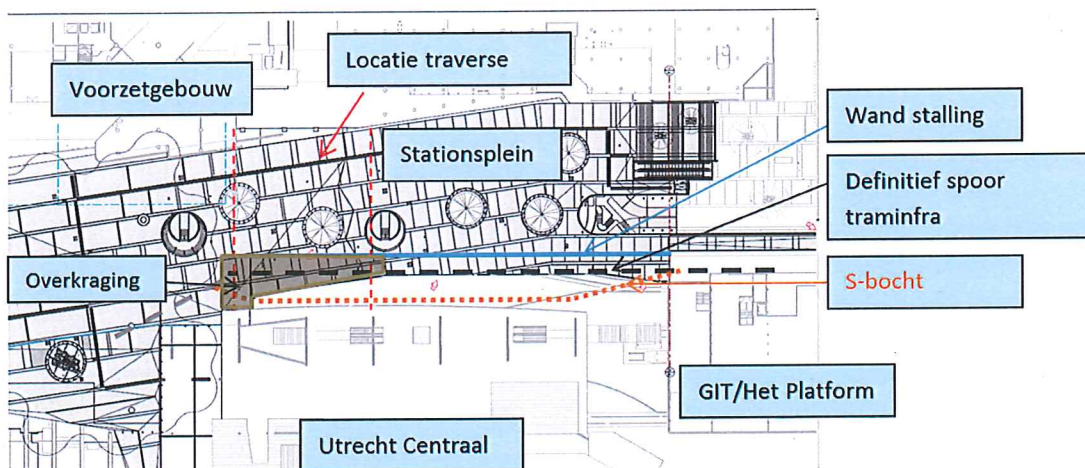 Locatie traverse
Voorzetgebouw
Wand stalling
Stationsplein
Definitief spoor
traminfra
Overkraging
S-bocht
GIT/Het Platform
Utrecht Centraal